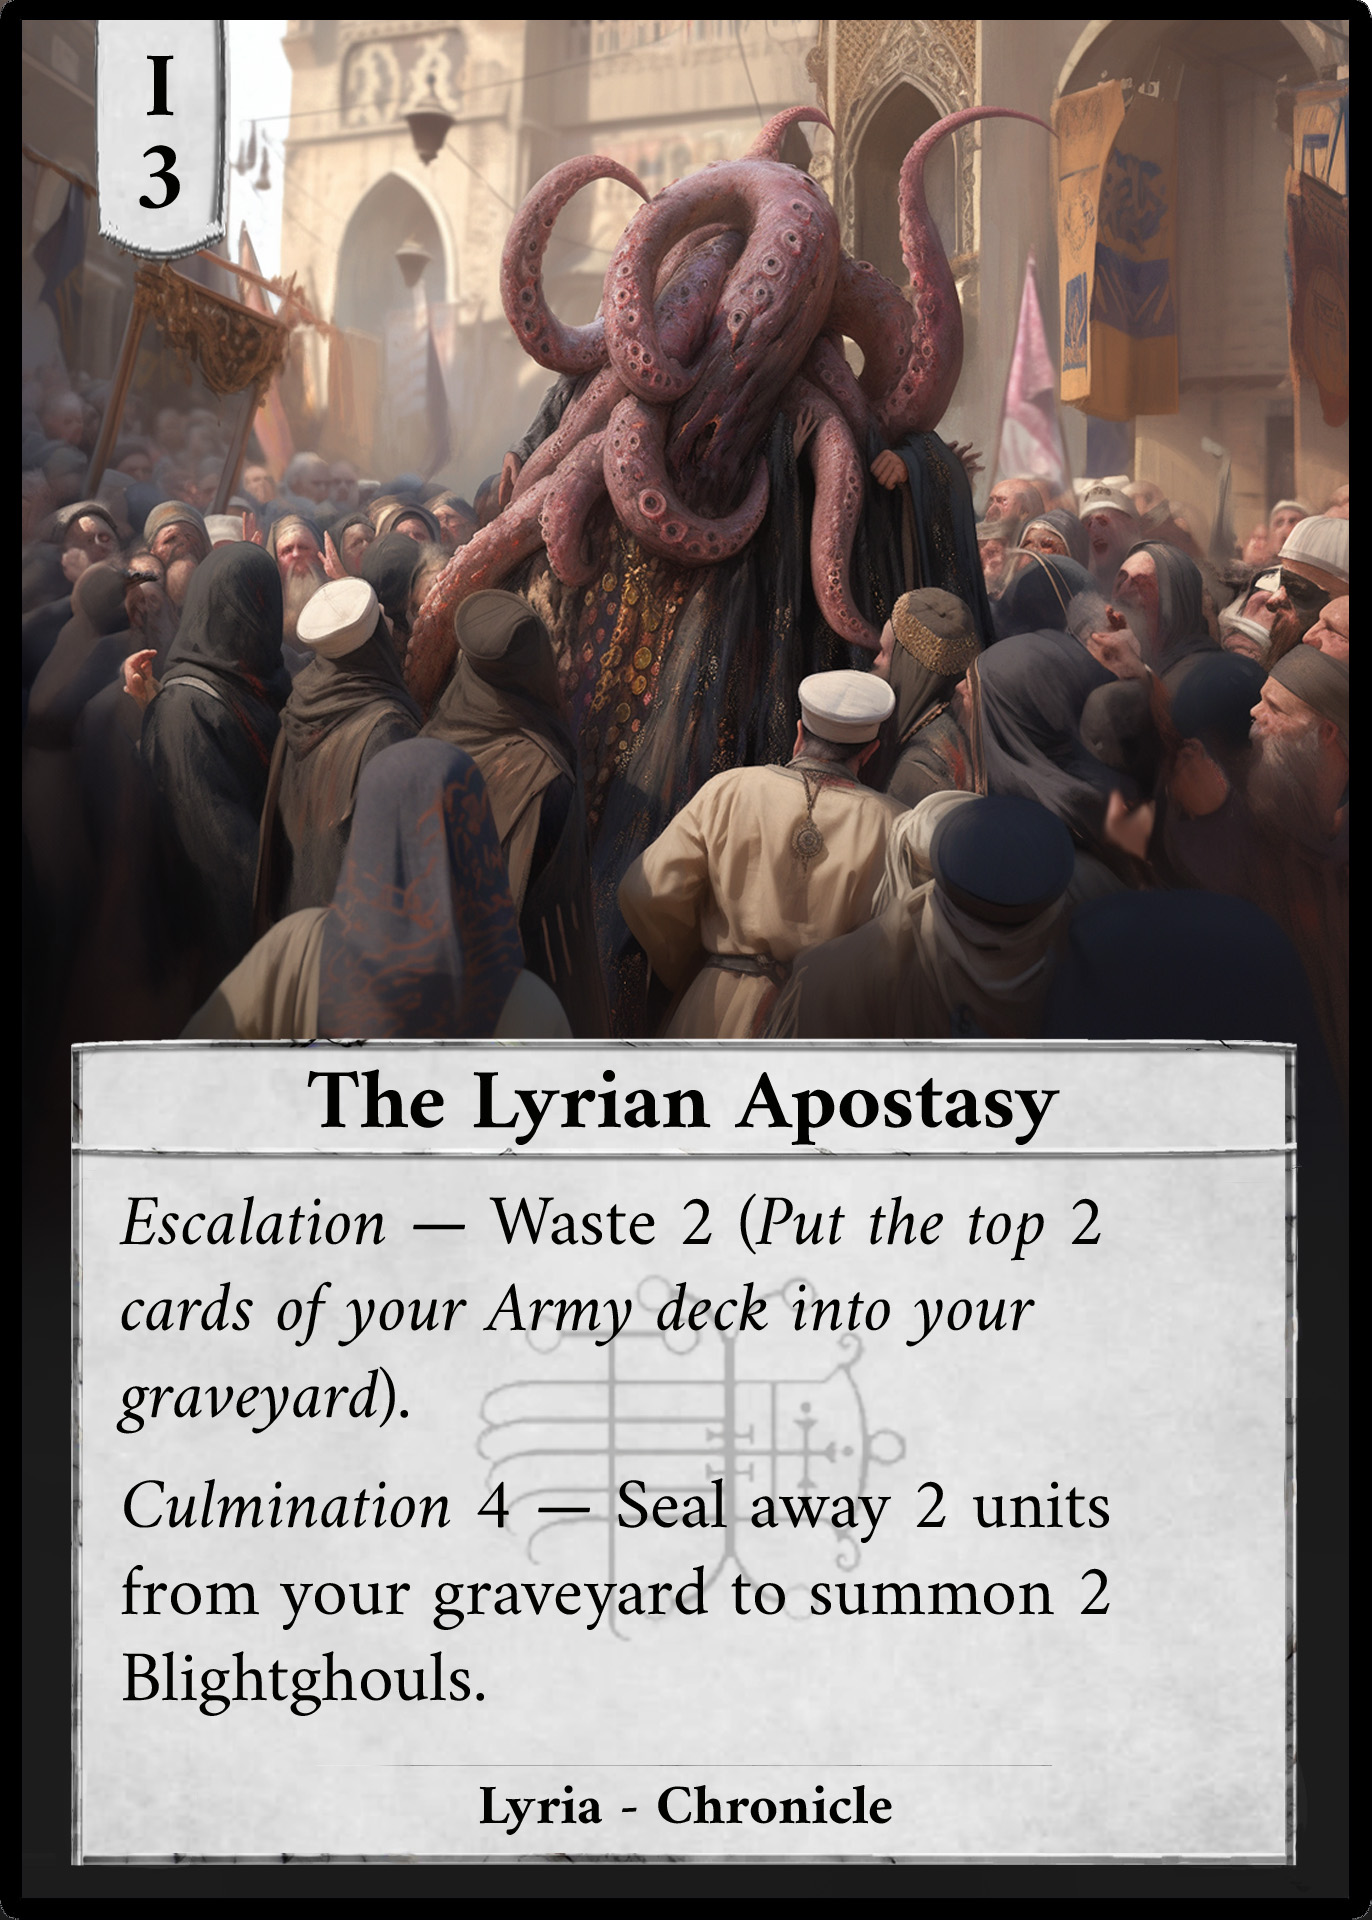 I
3
The Lyrian Apostasy
Escalation — Waste 2 (Put the top 2
cards of your Army deck into your
graveyard).
Culmination 4 — Seal away 2 units
from your graveyard to summon 2
Blightghouls.
Lyria - Chronicle